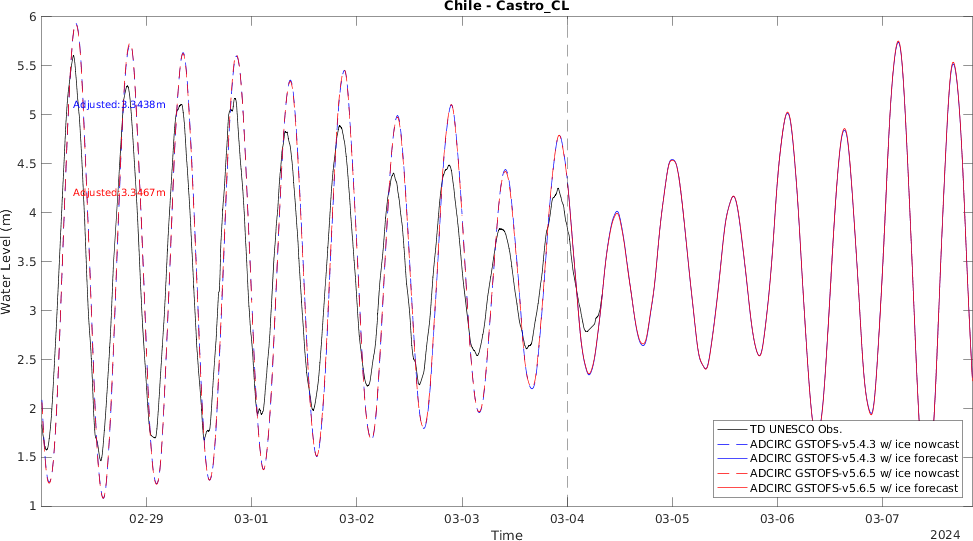 Chile - Castro_CL
6
5.5
5
4.5
4
3.5
3
2.5
2
1.5
1
Water Level (m)
Adjusted:3.3438m
Adjusted:3.3467m
TD UNESCO Obs.
ADCIRC GSTOFS-v5.4.3 w/ ice nowcast
ADCIRC GSTOFS-v5.4.3 w/ ice forecast
ADCIRC GSTOFS-v5.6.5 w/ ice nowcast
ADCIRC GSTOFS-v5.6.5 w/ ice forecast
02-29 03-01 03-02 03-03 03-04 03-05 03-06 03-07
Time
2024